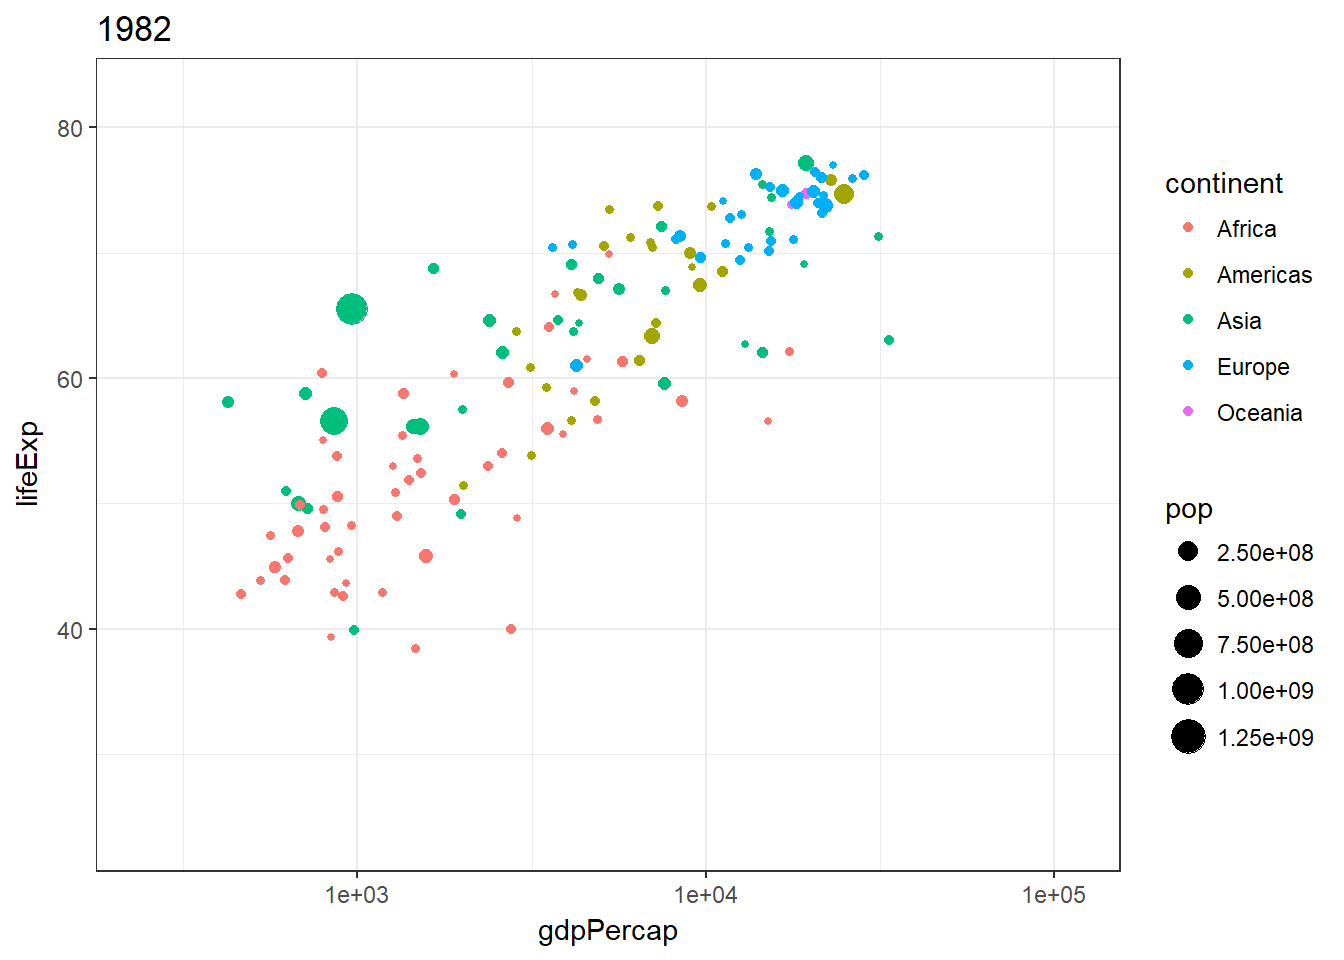 1982
80
60
40
lifeExp
1e+03
1e+04
1e+05
gdpPercap
continent
Africa
Americas
Asia
Europe
Oceania
pop
2.50e+08
5.00e+08
7.50e+08
1.00e+09
1.25e+09